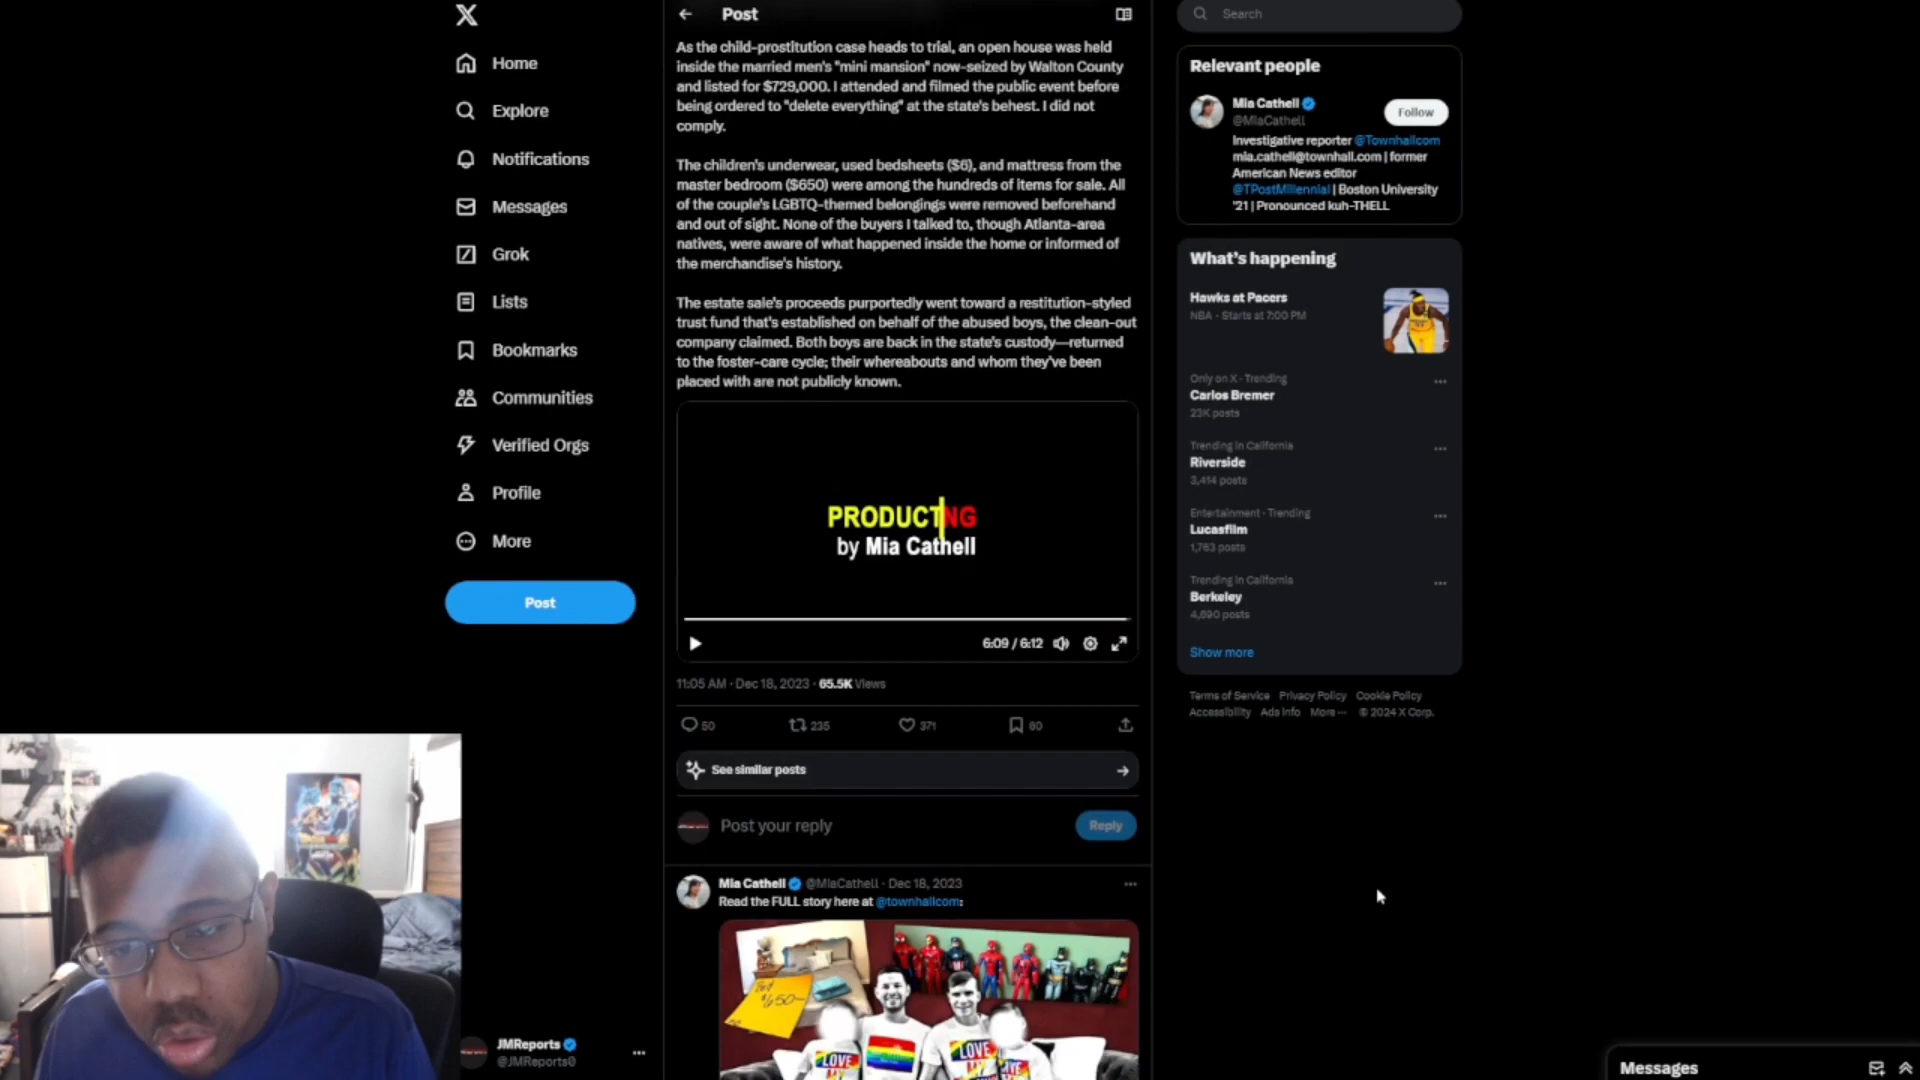 Home
Explore
Notifications
Messages
Grok
Lists
Bookmarks
Communities
Verified Orgs
Profile
More
Post
JMReports
@JMReports0
Post
As the child-prostitution case heads to trial, an open house was held
inside the married men's "mini mansion" now-seized by Walton County
and listed for $729,000. I attended and filmed the public event before
being ordered to "delete everything" at the state's behest. I did not
comply.
The children's underwear, used bedsheets ($6), and mattress from the
master bedroom ($650) were among the hundreds of items for sale. All
of the couple's LGBTQ-themed belongings were removed beforehand
and out of sight. None of the buyers I talked to, though Atlanta-area
natives, were aware of what happened inside the home or informed of
the merchandise's history.
The estate sale's proceeds purportedly went toward a restitution-styled
trust fund that's established on behalf of the abused boys, the clean-out
company claimed. Both boys are back in the state's custody—returned
to the foster-care cycle; their whereabouts and whom they've been
placed with are not publicly known.
PRODUCT NG
by Mia Cathell
6:09 / 6:12
11:05 AM · Dec 18, 2023 · 65.5K Views
50 235 371 60
See similar posts
Post your reply
Reply
Mia Cathell @MiaCathell · Dec 18, 2023
Read the FULL story here at @townhallcom:
$650
LOVE
MY
LOVE
MY
Search
Relevant people
Mia Cathell
@MiaCathell
Follow
Investigative reporter @Townhallcom
mia.cathell@townhall.com | former
American News editor
@TPostMillennial | Boston University
'21 | Pronounced kuh-THELL
What's happening
Hawks at Pacers
NBA · Starts at 7:00 PM
Only on X · Trending
Carlos Bremer
23K posts
Trending in California
Riverside
3,414 posts
Entertainment · Trending
Lucasfilm
1,763 posts
Trending in California
Berkeley
4,690 posts
Show more
Terms of Service Privacy Policy Cookie Policy
Accessibility Ads info More ··· © 2024 X Corp.
Messages